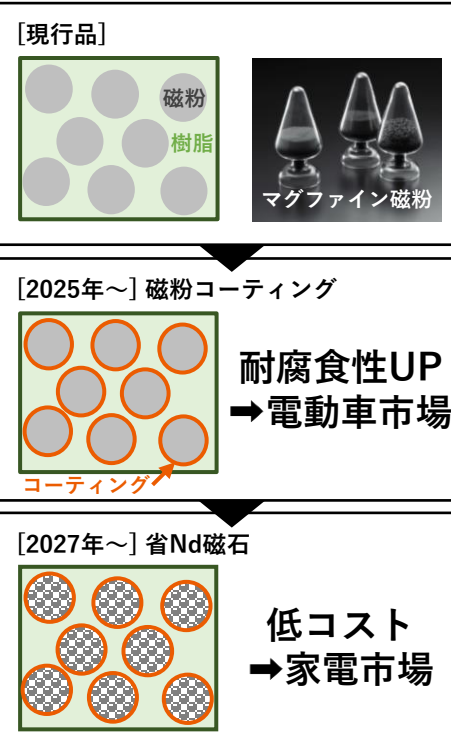 [現行品]
磁粉
樹脂
マグファイン磁粉
[2025年～] 磁粉コーティング
耐腐食性UP
➡電動車市場
コーティング
[2027年～] 省Nd磁石
低コスト
➡家電市場